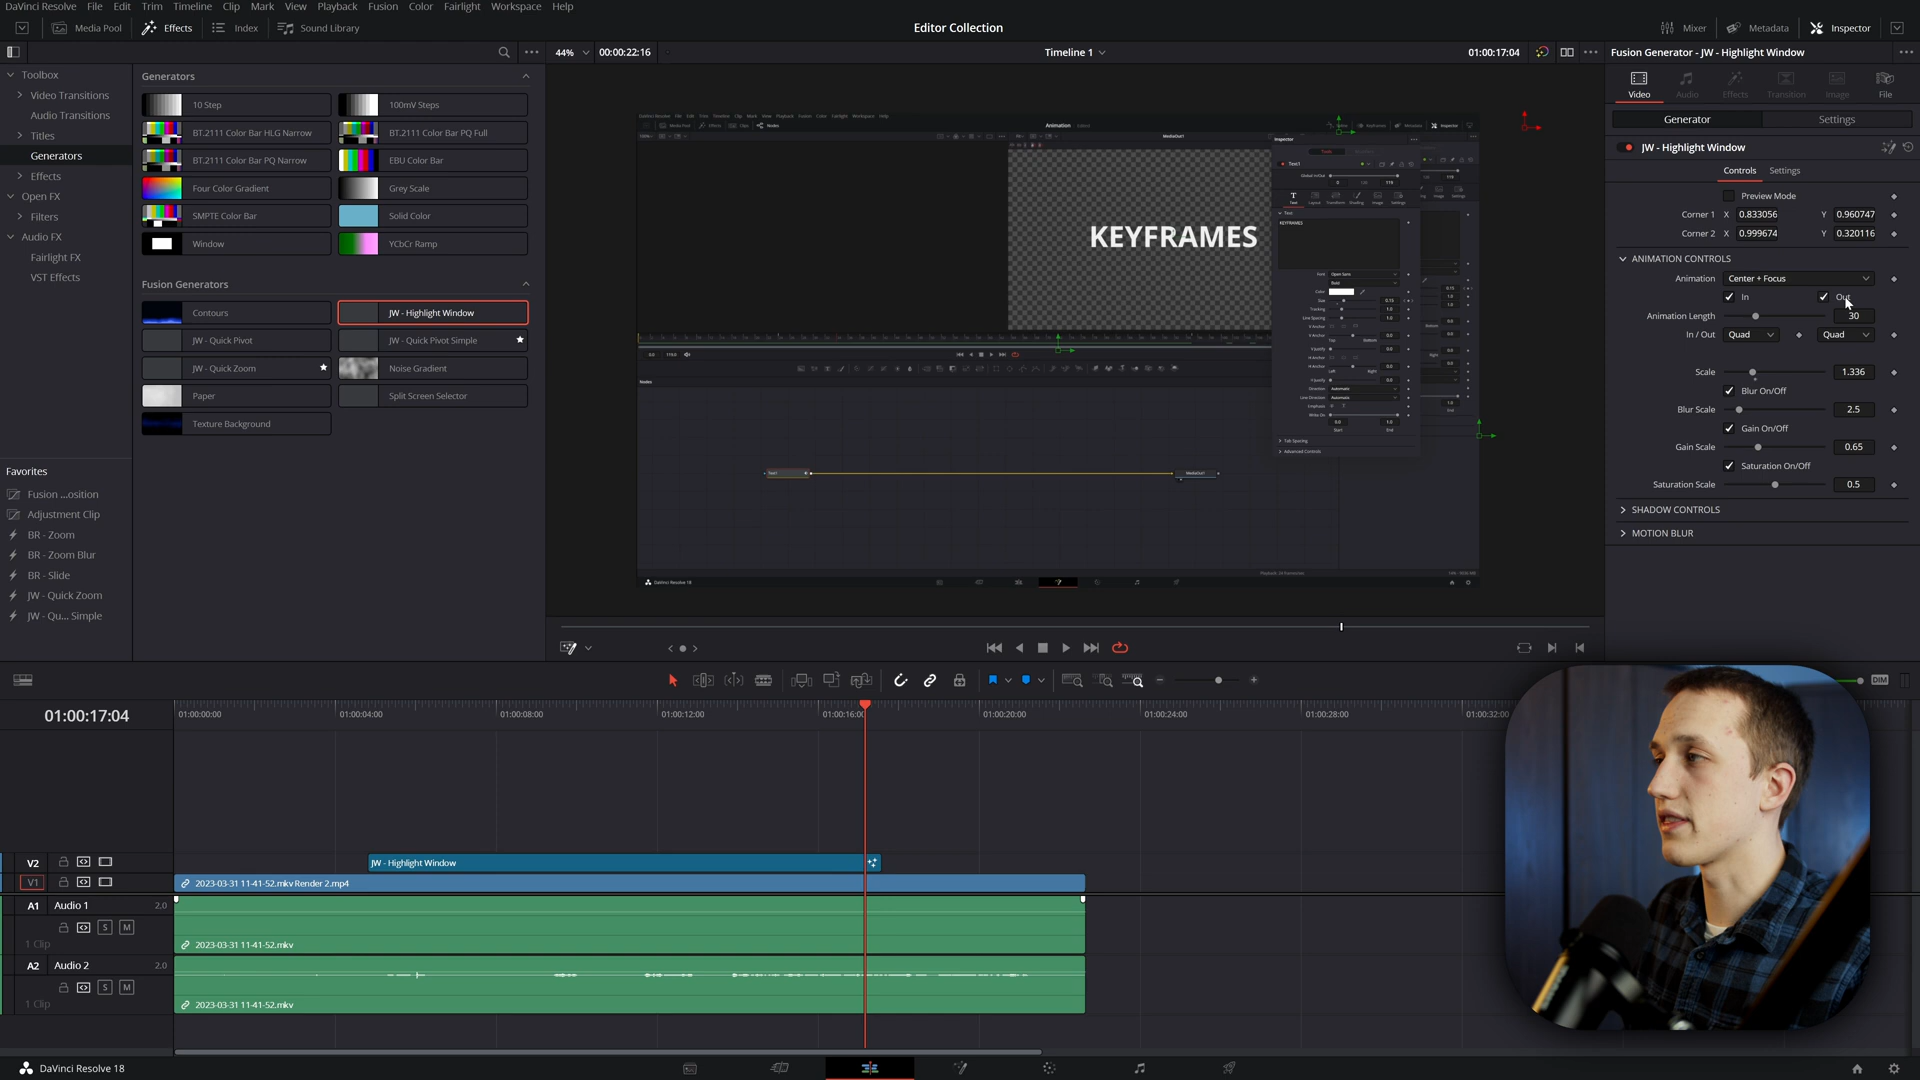 DaVinci Resolve File Edit Trim Timeline Clip Mark View Playback Fusion Color Fairlight Workspace Help
Media Pool Effects Index Sound Library
Editor Collection
Mixer Metadata Inspector
44% 00:00:22:16
Timeline 1
01:00:17:04
Fusion Generator - JW - Highlight Window
Toolbox
Video Transitions
Audio Transitions
Titles
Generators
Effects
Open FX
Filters
Audio FX
Fairlight FX
VST Effects
Favorites
Fusion ...osition
Adjustment Clip
BR - Zoom
BR - Zoom Blur
BR - Slide
JW - Quick Zoom
JW - Qu... Simple
Generators
10 Step
100mV Steps
BT.2111 Color Bar HLG Narrow
BT.2111 Color Bar PQ Full
BT.2111 Color Bar PQ Narrow
EBU Color Bar
Four Color Gradient
Grey Scale
SMPTE Color Bar
Solid Color
Window
YCbCr Ramp
Fusion Generators
Contours
JW - Highlight Window
JW - Quick Pivot
JW - Quick Pivot Simple
JW - Quick Zoom
Noise Gradient
Paper
Split Screen Selector
Texture Background
Animation
MediaOut1
Inspector
Text1
KEYFRAMES
KEYFRAMES
Nodes
DaVinci Resolve 18
Tab Spacing
Advanced Controls
Video Audio Effects Transition Image File
Generator Settings
JW - Highlight Window
Controls Settings
Preview Mode
Corner 1 X 0.833056 Y 0.960747
Corner 2 X 0.999674 Y 0.320116
ANIMATION CONTROLS
Animation Center + Focus
In Out
Animation Length 30
In / Out Quad Quad
Scale 1.336
Blur On/Off
Blur Scale 2.5
Gain On/Off
Gain Scale 0.65
Saturation On/Off
Saturation Scale 0.5
SHADOW CONTROLS
MOTION BLUR
DIM
01:00:17:04
01:00:00:00 01:00:04:00 01:00:08:00 01:00:12:00 01:00:16:00 01:00:20:00 01:00:24:00 01:00:28:00 01:00:32:00
V2
JW - Highlight Window
V1
2023-03-31 11-41-52.mkv Render 2.mp4
A1 Audio 1 2.0
S M
1 Clip
2023-03-31 11-41-52.mkv
A2 Audio 2 2.0
S M
1 Clip
2023-03-31 11-41-52.mkv
DaVinci Resolve 18